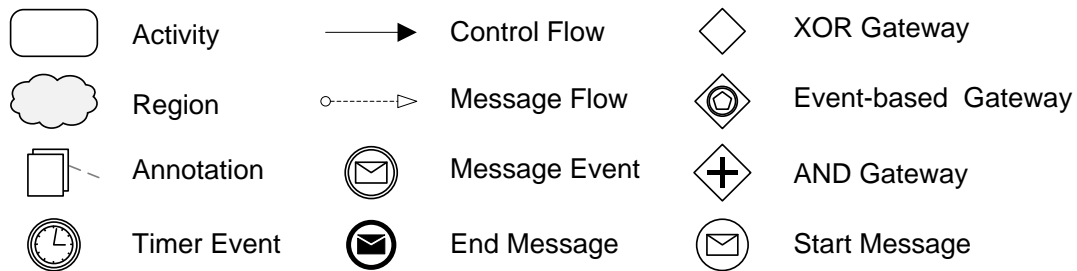 Activity
Control Flow
XOR Gateway
Region
Message Flow
Event-based Gateway
Annotation
Message Event
AND Gateway
Timer Event
End Message
Start Message